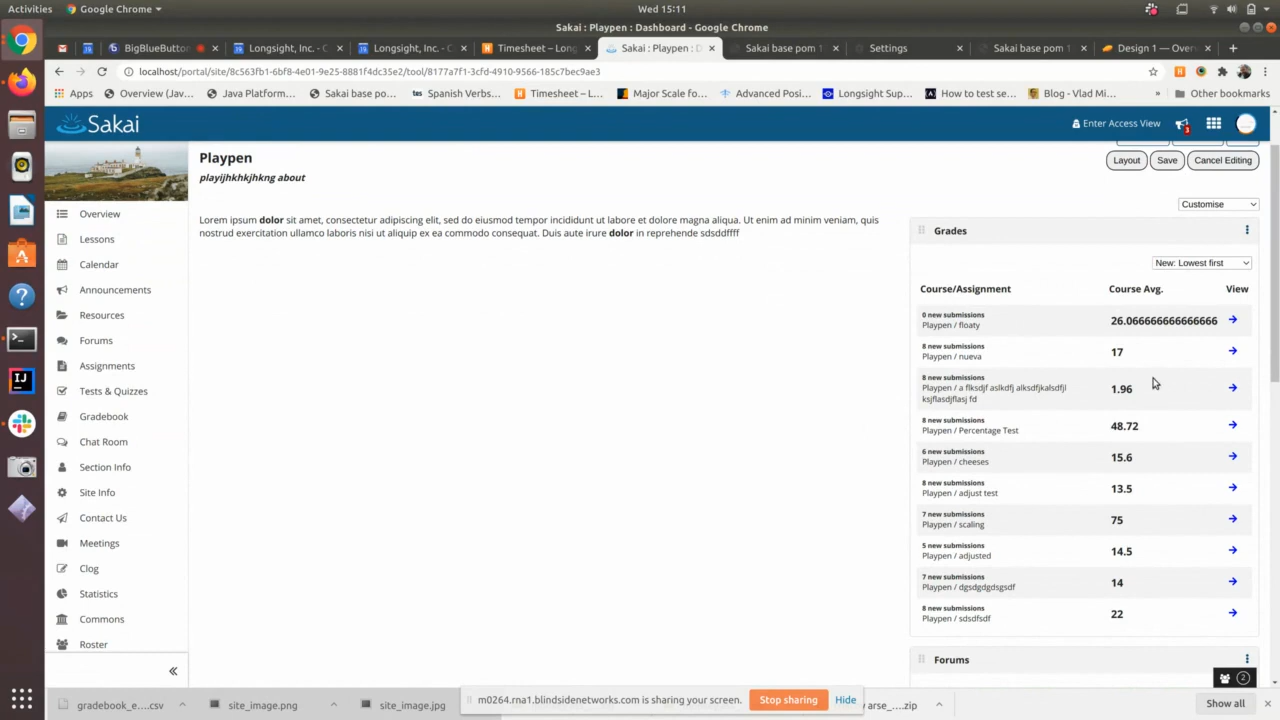 Activities
Google Chrome
Wed 15:11
Sakai : Playpen : Dashboard - Google Chrome
BigBlueButto
Longsight, Inc. - C
Longsight, Inc. - C
Timesheet – Long
Sakai : Playpen : D
Sakai base pom 1
Settings
Sakai base pom 1
Design 1 — Over
localhost/portal/site/8c563fb1-6bf8-4e01-9e25-8881f4dc35e2/tool/8177a7f1-3cfd-4910-9566-185c7bec9ae3
Apps
Overview (Jav...
Java Platform...
Sakai base po...
Spanish Verbs...
Timesheet – L...
Major Scale fo...
Advanced Posi...
Longsight Sup...
How to test se...
Blog - Vlad Mi...
»
Other bookmarks
Sakai
Enter Access View
Playpen
playijhkhkjhkng about
Layout
Save
Cancel Editing
Customise
Lorem ipsum dolor sit amet, consectetur adipiscing elit, sed do eiusmod tempor incididunt ut labore et dolore magna aliqua. Ut enim ad minim veniam, quis
nostrud exercitation ullamco laboris nisi ut aliquip ex ea commodo consequat. Duis aute irure dolor in reprehende sdsddffff
Overview
Lessons
Calendar
Announcements
Resources
Forums
Assignments
Tests & Quizzes
Gradebook
Chat Room
Section Info
Site Info
Contact Us
Meetings
Clog
Statistics
Commons
Roster
Grades
New: Lowest first
Course/Assignment Course Avg. View
0 new submissions
Playpen / floaty
26.066666666666666
8 new submissions
Playpen / nueva
17
8 new submissions
Playpen / a flksdjf aslkdfj alksdfjkalsdfjl
ksjflasdjflasj fd
1.96
8 new submissions
Playpen / Percentage Test
48.72
6 new submissions
Playpen / cheeses
15.6
8 new submissions
Playpen / adjust test
13.5
7 new submissions
Playpen / scaling
75
5 new submissions
Playpen / adjusted
14.5
7 new submissions
Playpen / dgsdgdgdsgsdf
14
8 new submissions
Playpen / sdsdfsdf
22
Forums
2
gradebook_e....csv
site_image.png
site_image.jpg
m0264.rna1.blindsidenetworks.com is sharing your screen.
Stop sharing
Hide
arse_....zip
Show all